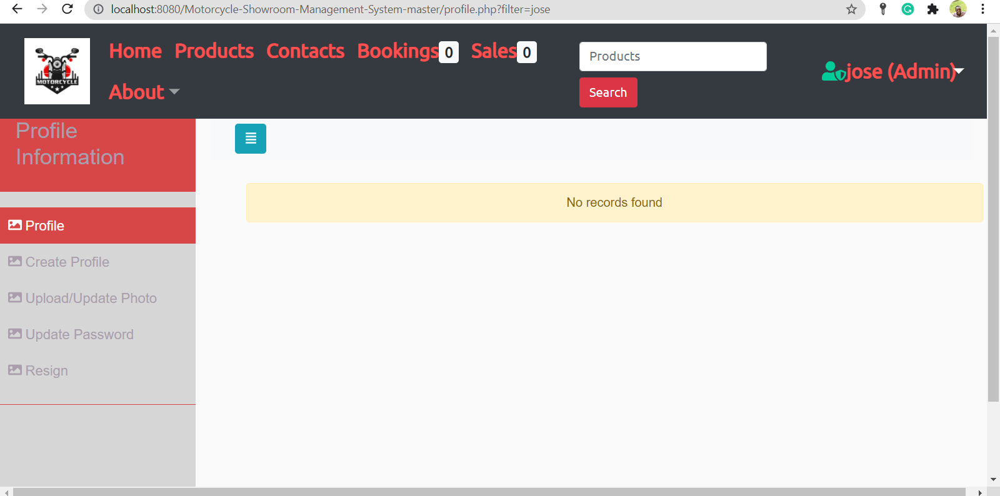 localhost:8080/Motorcycle-Showroom-Management-System-master/profile.php?filter=jose
MOTORCYCLE
Home Products Contacts Bookings 0 Sales 0
About
Products
Search
jose (Admin)
Profile
Information
Profile
Create Profile
Upload/Update Photo
Update Password
Resign
No records found